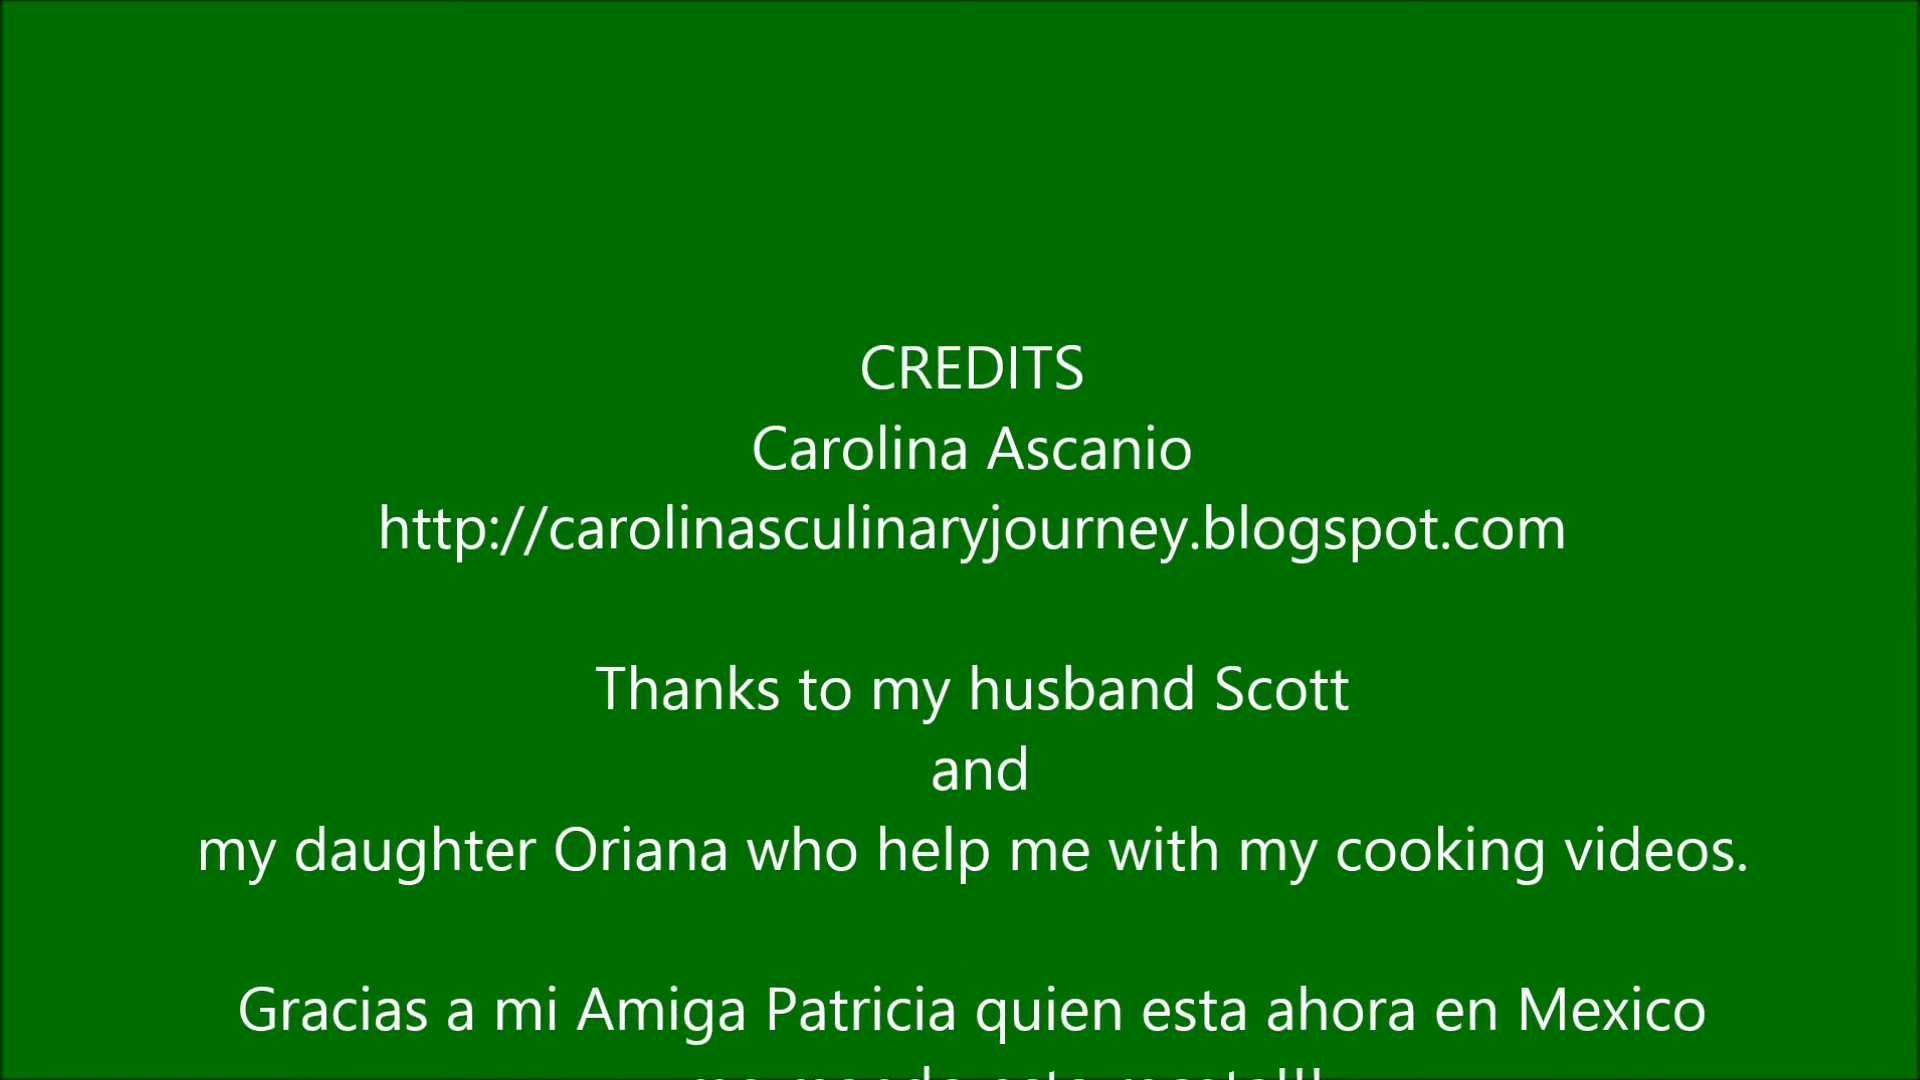 CREDITS
Carolina Ascanio
http://carolinasculinaryjourney.blogspot.com
Thanks to my husband Scott
and
my daughter Oriana who help me with my cooking videos.
Gracias a mi Amiga Patricia quien esta ahora en Mexico